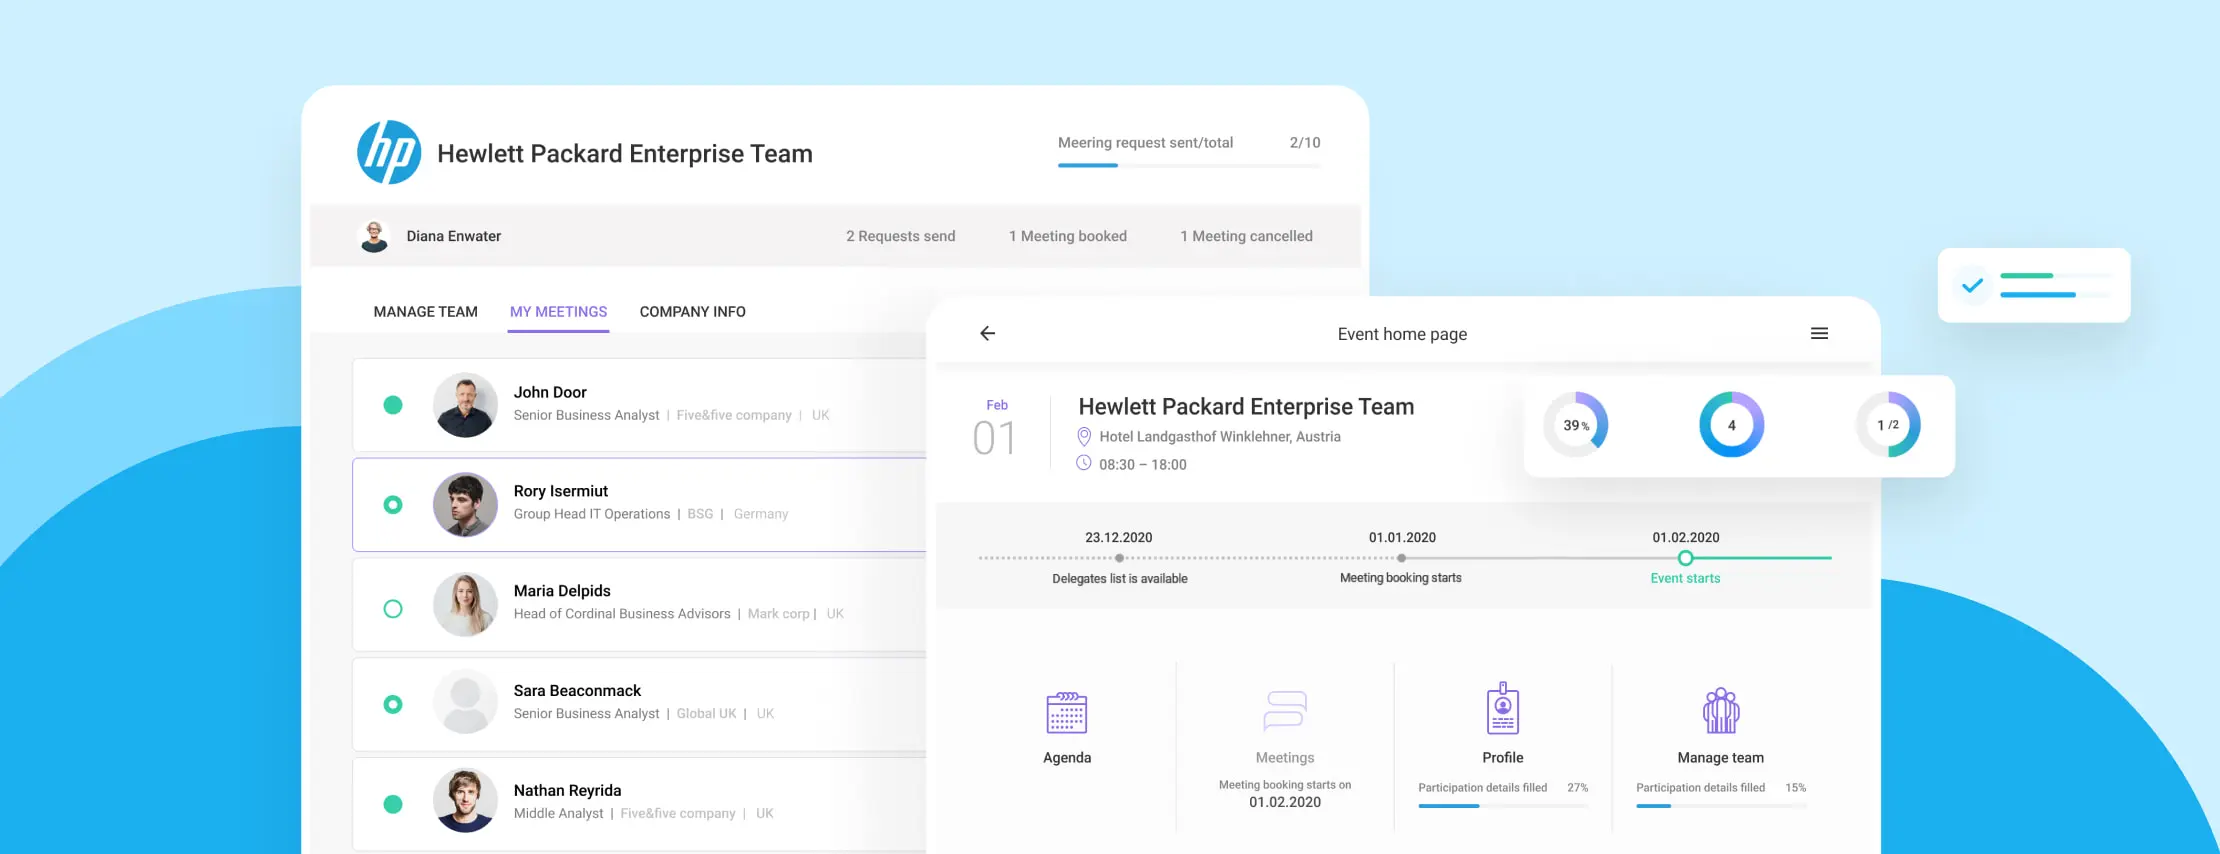 hp
Hewlett Packard Enterprise Team
Meering request sent/total 2/10
Diana Enwater
2 Requests send 1 Meeting booked 1 Meeting cancelled
MANAGE TEAM MY MEETINGS COMPANY INFO
John Door
Senior Business Analyst | Five&five company | UK
Rory Isermiut
Group Head IT Operations | BSG | Germany
Maria Delpids
Head of Cordinal Business Advisors | Mark corp | UK
Sara Beaconmack
Senior Business Analyst | Global UK | UK
Nathan Reyrida
Middle Analyst | Five&five company | UK
Event home page
Feb
01
Hewlett Packard Enterprise Team
Hotel Landgasthof Winklehner, Austria
08:30 – 18:00
39 % 4 1 /2
23.12.2020 01.01.2020 01.02.2020
Delegates list is available Meeting booking starts Event starts
Agenda
Meetings
Meeting booking starts on
01.02.2020
Profile
Participation details filled 27%
Manage team
Participation details filled 15%